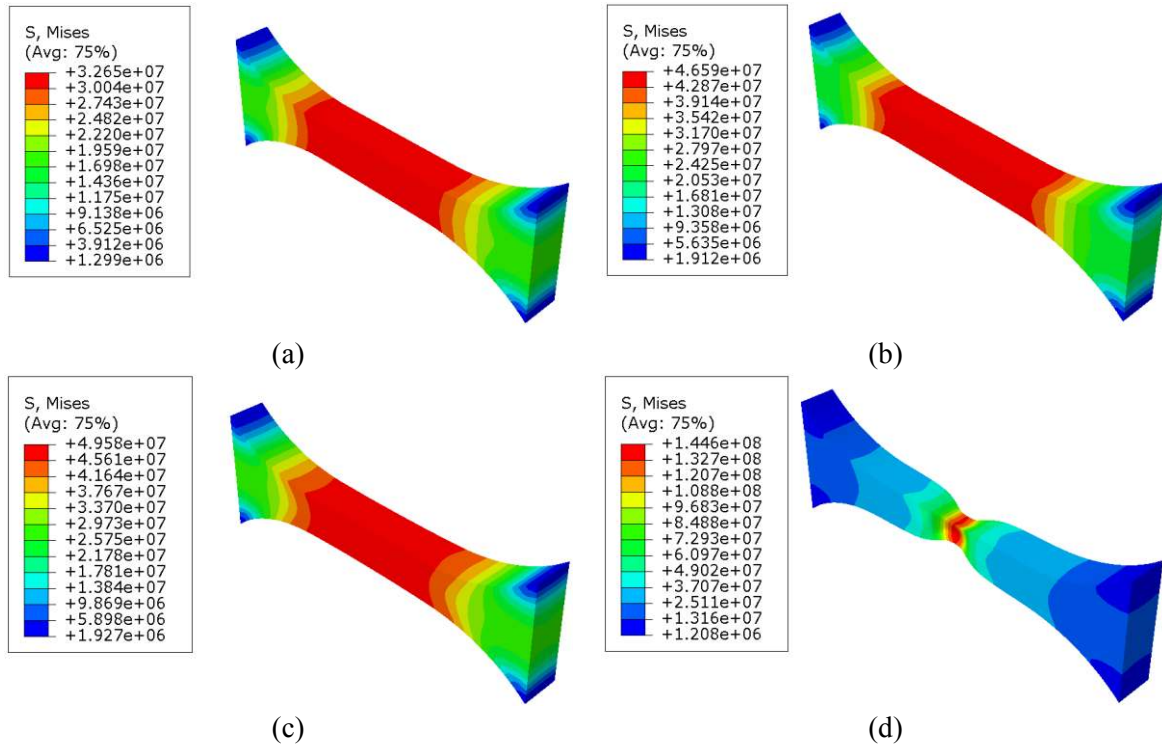 S, Mises
(Avg: 75%)
+3.265e+07
+3.004e+07
+2.743e+07
+2.482e+07
+2.220e+07
+1.959e+07
+1.698e+07
+1.436e+07
+1.175e+07
+9.138e+06
+6.525e+06
+3.912e+06
+1.299e+06
(a)
S, Mises
(Avg: 75%)
+4.659e+07
+4.287e+07
+3.914e+07
+3.542e+07
+3.170e+07
+2.797e+07
+2.425e+07
+2.053e+07
+1.681e+07
+1.308e+07
+9.358e+06
+5.635e+06
+1.912e+06
(b)
S, Mises
(Avg: 75%)
+4.958e+07
+4.561e+07
+4.164e+07
+3.767e+07
+3.370e+07
+2.973e+07
+2.575e+07
+2.178e+07
+1.781e+07
+1.384e+07
+9.869e+06
+5.898e+06
+1.927e+06
(c)
S, Mises
(Avg: 75%)
+1.446e+08
+1.327e+08
+1.207e+08
+1.088e+08
+9.683e+07
+8.488e+07
+7.293e+07
+6.097e+07
+4.902e+07
+3.707e+07
+2.511e+07
+1.316e+07
+1.208e+06
(d)